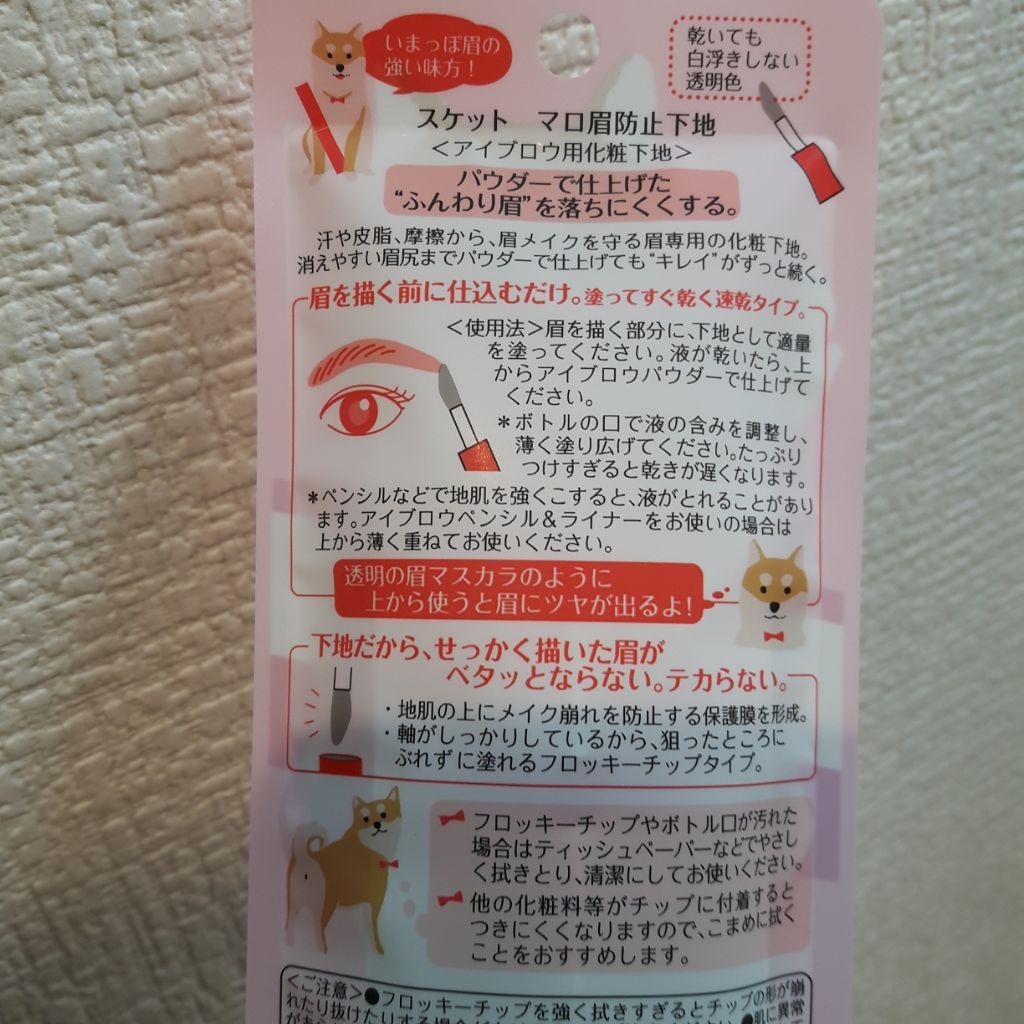 いまっぽ眉の
強い味方!
乾いても
白浮きしない
透明色
スケット マロ眉防止下地
<アイブロウ用化粧下地>
パウダーで仕上げた
“ふんわり眉”を落ちにくくする。
汗や皮脂、摩擦から、眉メイクを守る眉専用の化粧下地。
消えやすい眉尻までパウダーで仕上げても“キレイ”がずっと続く。
眉を描く前に仕込むだけ。塗ってすぐ乾く速乾タイプ。
<使用法>眉を描く部分に、下地として適量
を塗ってください。液が乾いたら、上
からアイブロウパウダーで仕上げて
ください。
*ボトルの口で液の含みを調整し、
薄く塗り広げてください。たっぷり
つけすぎると乾きが遅くなります。
*ペンシルなどで地肌を強くこすると、液がとれることがあり
ます。アイブロウペンシル&ライナーをお使いの場合は
上から薄く重ねてお使いください。
透明の眉マスカラのように
上から使うと眉にツヤが出るよ!
下地だから、せっかく描いた眉が
ベタッとならない。テカらない。
・地肌の上にメイク崩れを防止する保護膜を形成。
・軸がしっかりしているから、狙ったところに
ぶれずに塗れるフロッキーチップタイプ。
フロッキーチップやボトル口が汚れた
場合はティッシュペーパーなどでやさし
く拭きとり、清潔にしてお使いください。
他の化粧料等がチップに付着すると
つきにくくなりますので、こまめに拭く
ことをおすすめします。
<ご注意>●フロッキーチップを強く拭きすぎるとチップの形が崩
れたり抜けたりする場合が ●肌に異常